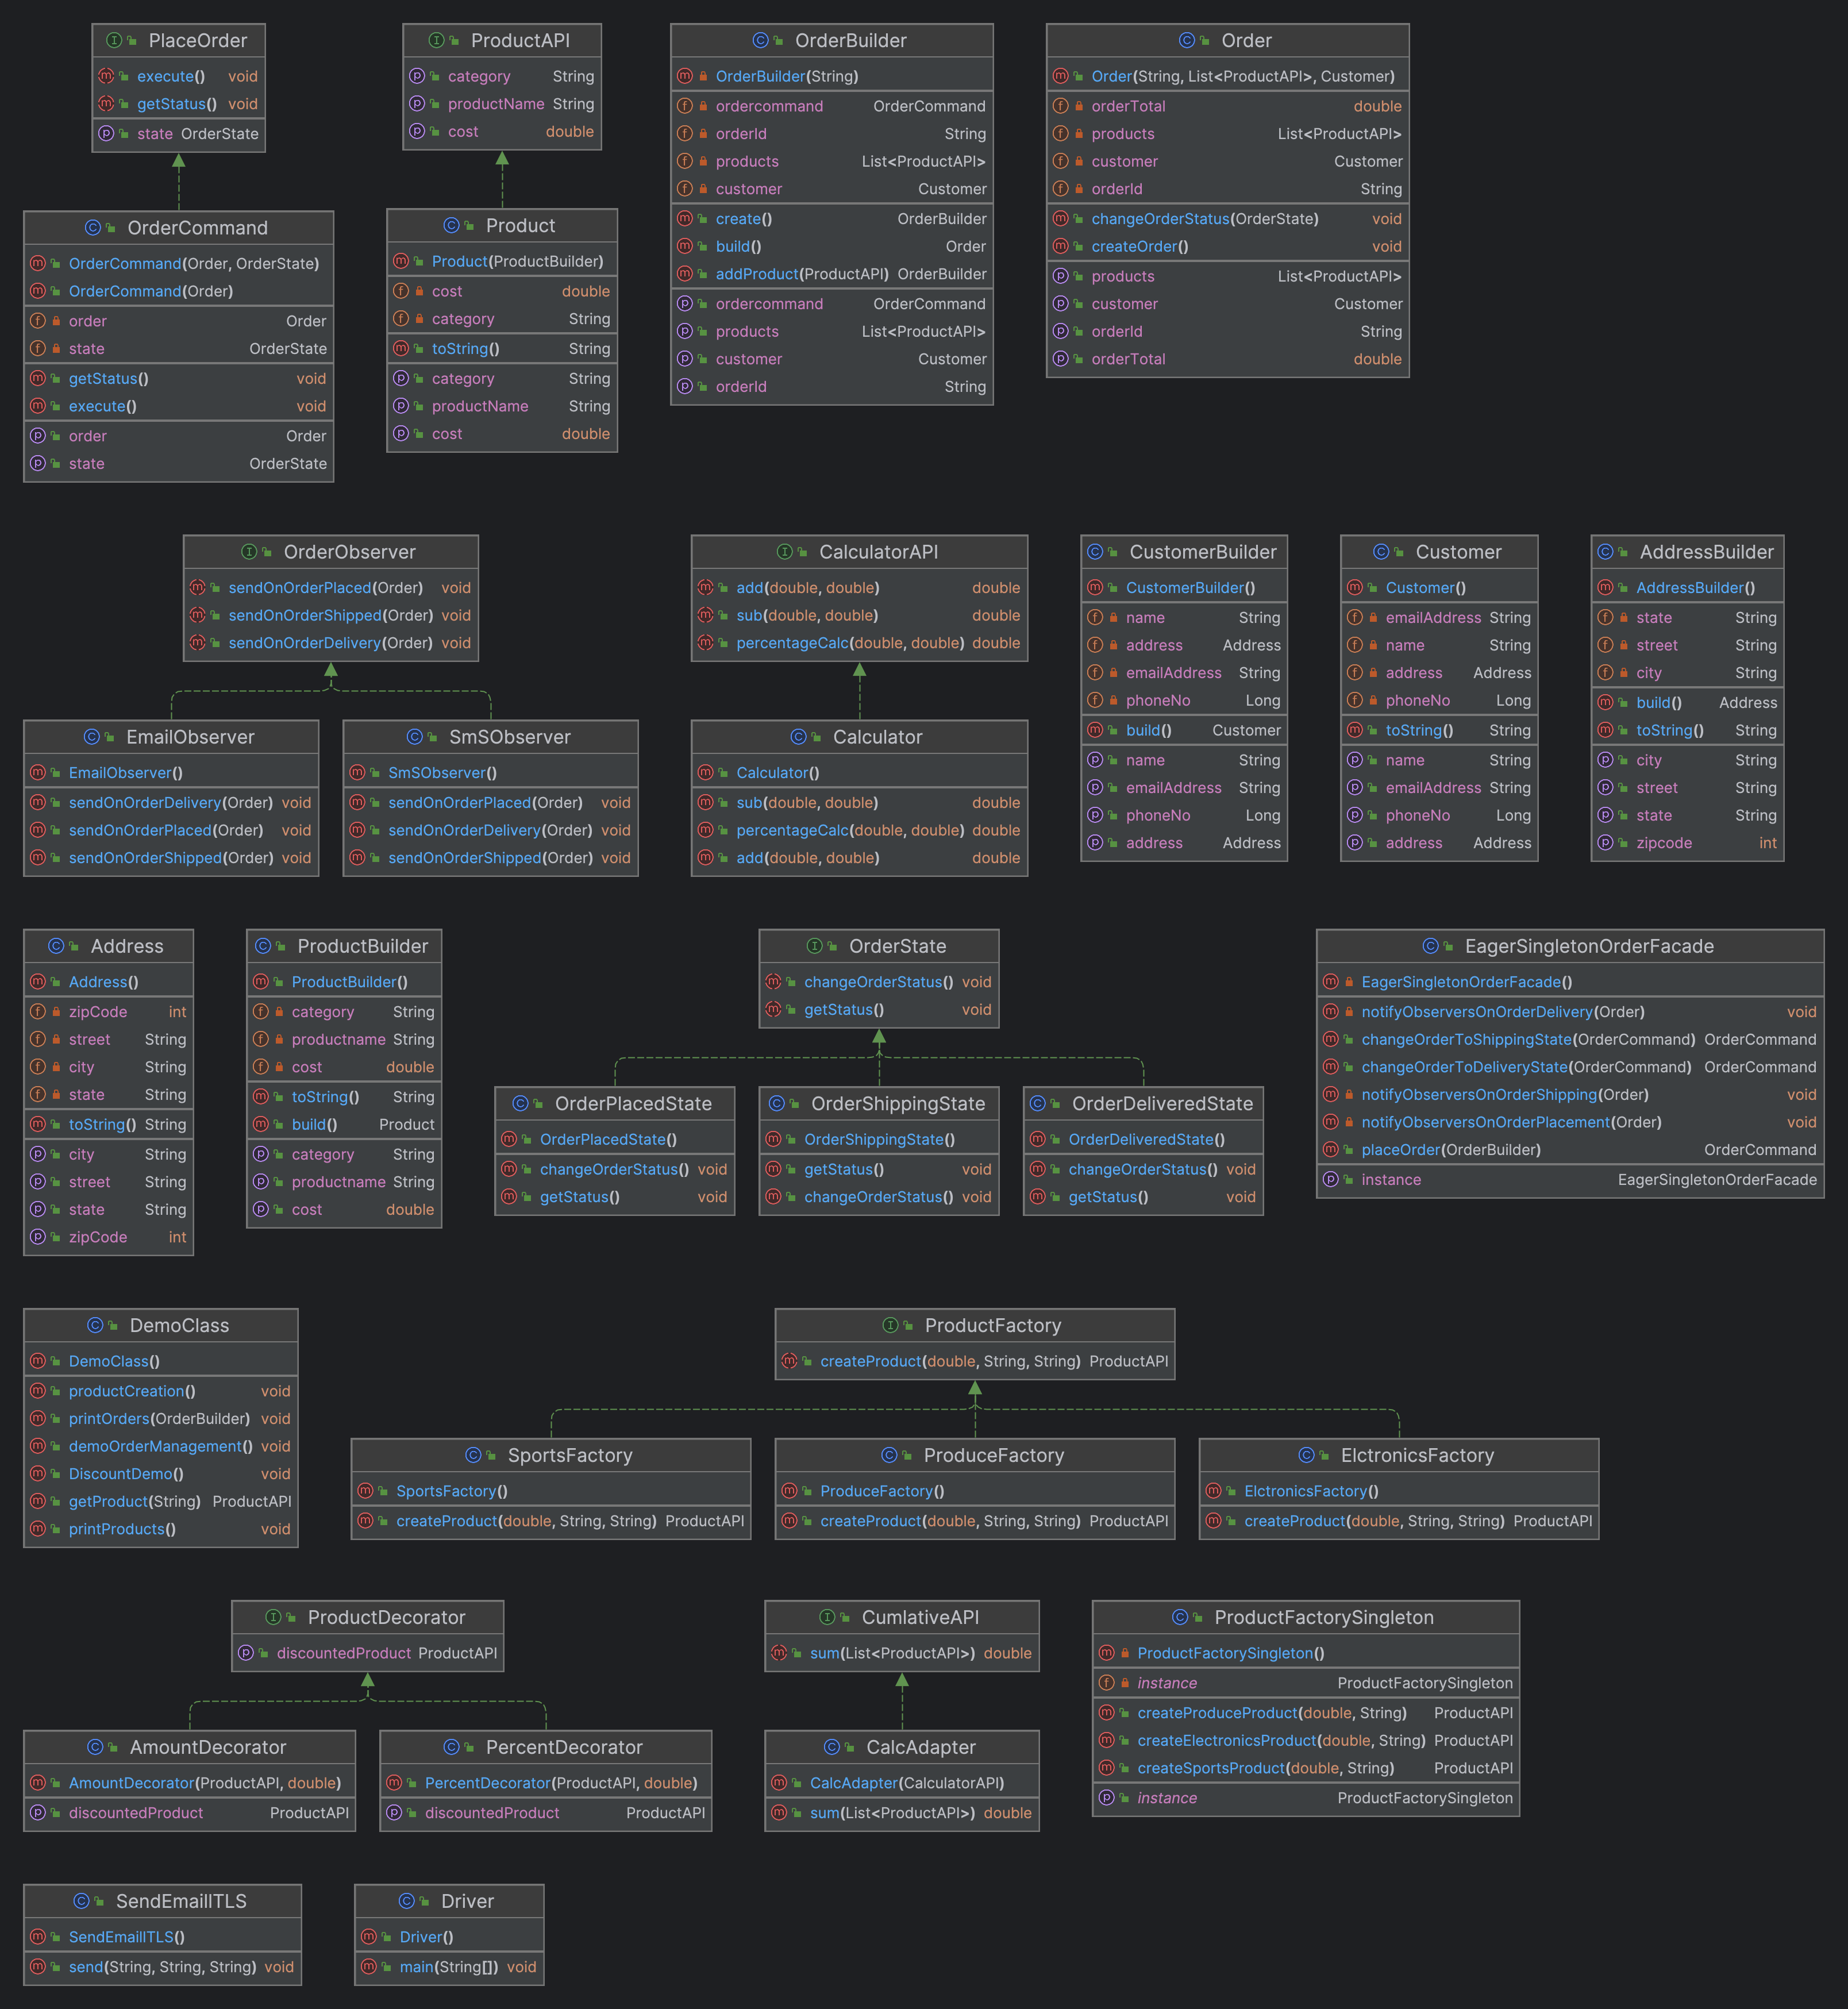 PlaceOrder
execute() void
getStatus() void
state OrderState
ProductAPI
category String
productName String
cost double
OrderBuilder
OrderBuilder(String)
ordercommand OrderCommand
orderId String
products List<ProductAPI>
customer Customer
create() OrderBuilder
build() Order
addProduct(ProductAPI) OrderBuilder
ordercommand OrderCommand
products List<ProductAPI>
customer Customer
orderId String
Order
Order(String, List<ProductAPI>, Customer)
orderTotal double
products List<ProductAPI>
customer Customer
orderId String
changeOrderStatus(OrderState) void
createOrder() void
products List<ProductAPI>
customer Customer
orderId String
orderTotal double
OrderCommand
OrderCommand(Order, OrderState)
OrderCommand(Order)
order Order
state OrderState
getStatus() void
execute() void
order Order
state OrderState
Product
Product(ProductBuilder)
cost double
category String
toString() String
category String
productName String
cost double
OrderObserver
sendOnOrderPlaced(Order) void
sendOnOrderShipped(Order) void
sendOnOrderDelivery(Order) void
CalculatorAPI
add(double, double) double
sub(double, double) double
percentageCalc(double, double) double
CustomerBuilder
CustomerBuilder()
name String
address Address
emailAddress String
phoneNo Long
build() Customer
name String
emailAddress String
phoneNo Long
address Address
Customer
Customer()
emailAddress String
name String
address Address
phoneNo Long
toString() String
name String
emailAddress String
phoneNo Long
address Address
AddressBuilder
AddressBuilder()
state String
street String
city String
build() Address
toString() String
city String
street String
state String
zipcode int
EmailObserver
EmailObserver()
sendOnOrderDelivery(Order) void
sendOnOrderPlaced(Order) void
sendOnOrderShipped(Order) void
SmSObserver
SmSObserver()
sendOnOrderPlaced(Order) void
sendOnOrderDelivery(Order) void
sendOnOrderShipped(Order) void
Calculator
Calculator()
sub(double, double) double
percentageCalc(double, double) double
add(double, double) double
Address
Address()
zipCode int
street String
city String
state String
toString() String
city String
street String
state String
zipCode int
ProductBuilder
ProductBuilder()
category String
productname String
cost double
toString() String
build() Product
category String
productname String
cost double
OrderState
changeOrderStatus() void
getStatus() void
OrderPlacedState
OrderPlacedState()
changeOrderStatus() void
getStatus() void
OrderShippingState
OrderShippingState()
getStatus() void
changeOrderStatus() void
OrderDeliveredState
OrderDeliveredState()
changeOrderStatus() void
getStatus() void
EagerSingletonOrderFacade
EagerSingletonOrderFacade()
notifyObserversOnOrderDelivery(Order) void
changeOrderToShippingState(OrderCommand) OrderCommand
changeOrderToDeliveryState(OrderCommand) OrderCommand
notifyObserversOnOrderShipping(Order) void
notifyObserversOnOrderPlacement(Order) void
placeOrder(OrderBuilder) OrderCommand
instance EagerSingletonOrderFacade
DemoClass
DemoClass()
productCreation() void
printOrders(OrderBuilder) void
demoOrderManagement() void
DiscountDemo() void
getProduct(String) ProductAPI
printProducts() void
ProductFactory
createProduct(double, String, String) ProductAPI
SportsFactory
SportsFactory()
createProduct(double, String, String) ProductAPI
ProduceFactory
ProduceFactory()
createProduct(double, String, String) ProductAPI
ElctronicsFactory
ElctronicsFactory()
createProduct(double, String, String) ProductAPI
ProductDecorator
discountedProduct ProductAPI
CumlativeAPI
sum(List<ProductAPI>) double
ProductFactorySingleton
ProductFactorySingleton()
instance ProductFactorySingleton
createProduceProduct(double, String) ProductAPI
createElectronicsProduct(double, String) ProductAPI
createSportsProduct(double, String) ProductAPI
instance ProductFactorySingleton
AmountDecorator
AmountDecorator(ProductAPI, double)
discountedProduct ProductAPI
PercentDecorator
PercentDecorator(ProductAPI, double)
discountedProduct ProductAPI
CalcAdapter
CalcAdapter(CalculatorAPI)
sum(List<ProductAPI>) double
SendEmailITLS
SendEmailITLS()
send(String, String, String) void
Driver
Driver()
main(String[]) void